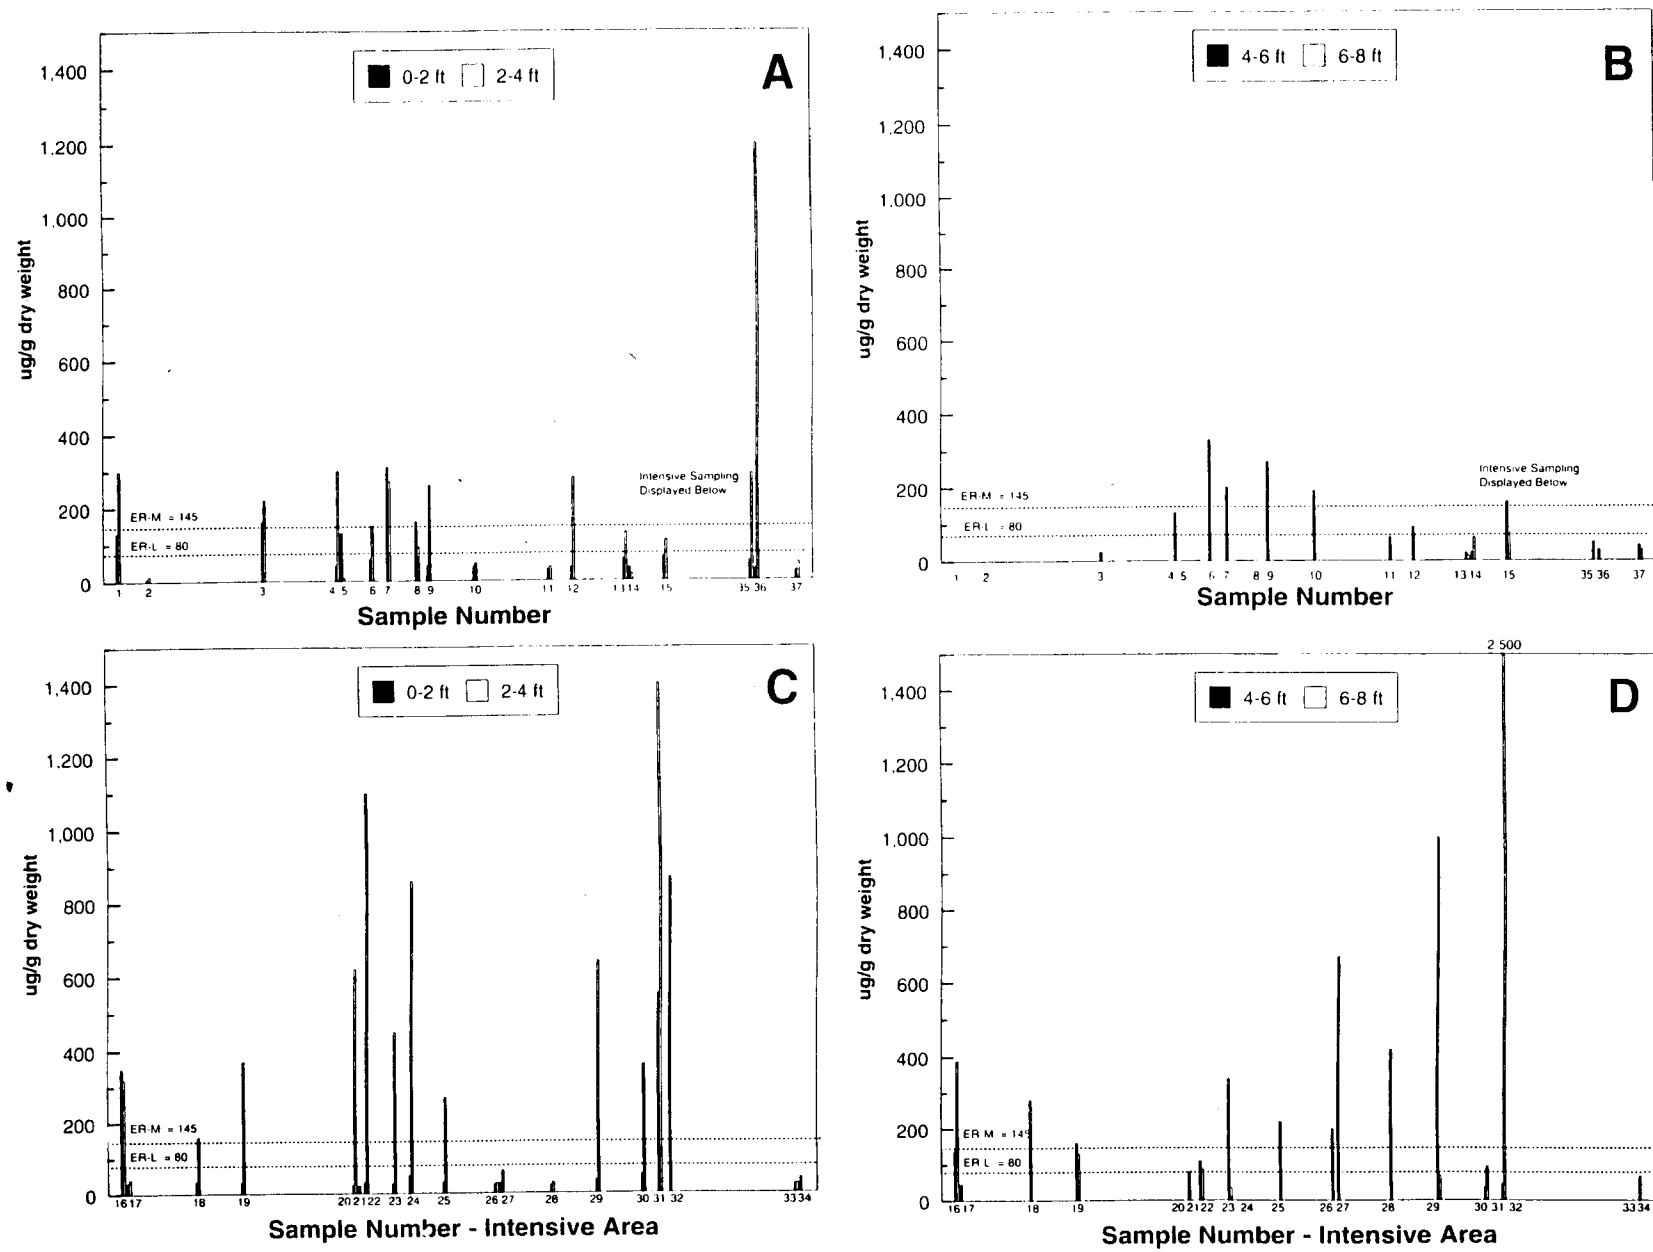 A
0-2 ft 2-4 ft
1,400
1.200
1,000
800
600
400
200
0
ug/g dry weight
Intensive Sampling
Displayed Below
ER-M = 145
ER-L = 80
1 2 3 4 5 6 7 8 9 10 11 12 13 14 15 35 36 37
Sample Number
B
4-6 ft 6-8 ft
1,400
1.200
1.000
800
600
400
200
0
ug/g dry weight
Intensive Sampling
Displayed Below
ER-M = 145
ER-L = 80
1 2 3 4 5 6 7 8 9 10 11 12 13 14 15 35 36 37
Sample Number
C
0-2 ft 2-4 ft
1,400
1.200
1,000
800
600
400
200
0
ug/g dry weight
ER-M = 145
ER-L = 80
16 17 18 19 20 21 22 23 24 25 26 27 28 29 30 31 32 33 34
Sample Number - Intensive Area
D
2 500
4-6 ft 6-8 ft
1,400
1,200
1,000
800
600
400
200
0
ug/g dry weight
ER M = 145
ER L = 80
16 17 18 19 20 21 22 23 24 25 26 27 28 29 30 31 32 33 34
Sample Number - Intensive Area